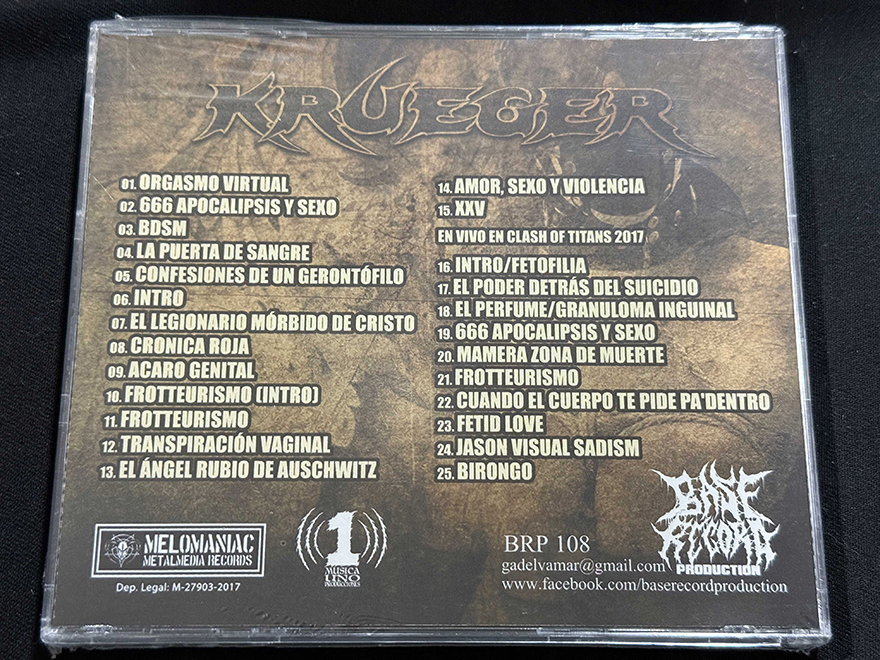 KRUEGER
01. ORGASMO VIRTUAL
02. 666 APOCALIPSIS Y SEXO
03. BDSM
04. LA PUERTA DE SANGRE
05. CONFESIONES DE UN GERONTÓFILO
06. INTRO
07. EL LEGIONARIO MÓRBIDO DE CRISTO
08. CRONICA ROJA
09. ACARO GENITAL
10. FROTTEURISMO (INTRO)
11. FROTTEURISMO
12. TRANSPIRACIÓN VAGINAL
13. EL ÁNGEL RUBIO DE AUSCHWITZ
14. AMOR, SEXO Y VIOLENCIA
15. XXV
EN VIVO EN CLASH OF TITANS 2017
16. INTRO/FETOFILIA
17. EL PODER DETRÁS DEL SUICIDIO
18. EL PERFUME/GRANULOMA INGUINAL
19. 666 APOCALIPSIS Y SEXO
20. MAMERA ZONA DE MUERTE
21. FROTTEURISMO
22. CUANDO EL CUERPO TE PIDE PA'DENTRO
23. FETID LOVE
24. JASON VISUAL SADISM
25. BIRONGO
MELOMANIAC
METALMEDIA RECORDS
Dep. Legal: M-27903-2017
1
MUSICA
UNO
PRODUCCIONES
BRP 108
gadelvamar@gmail.com
www.facebook.com/baserecordproduction
BASE
RECORD
PRODUCTION